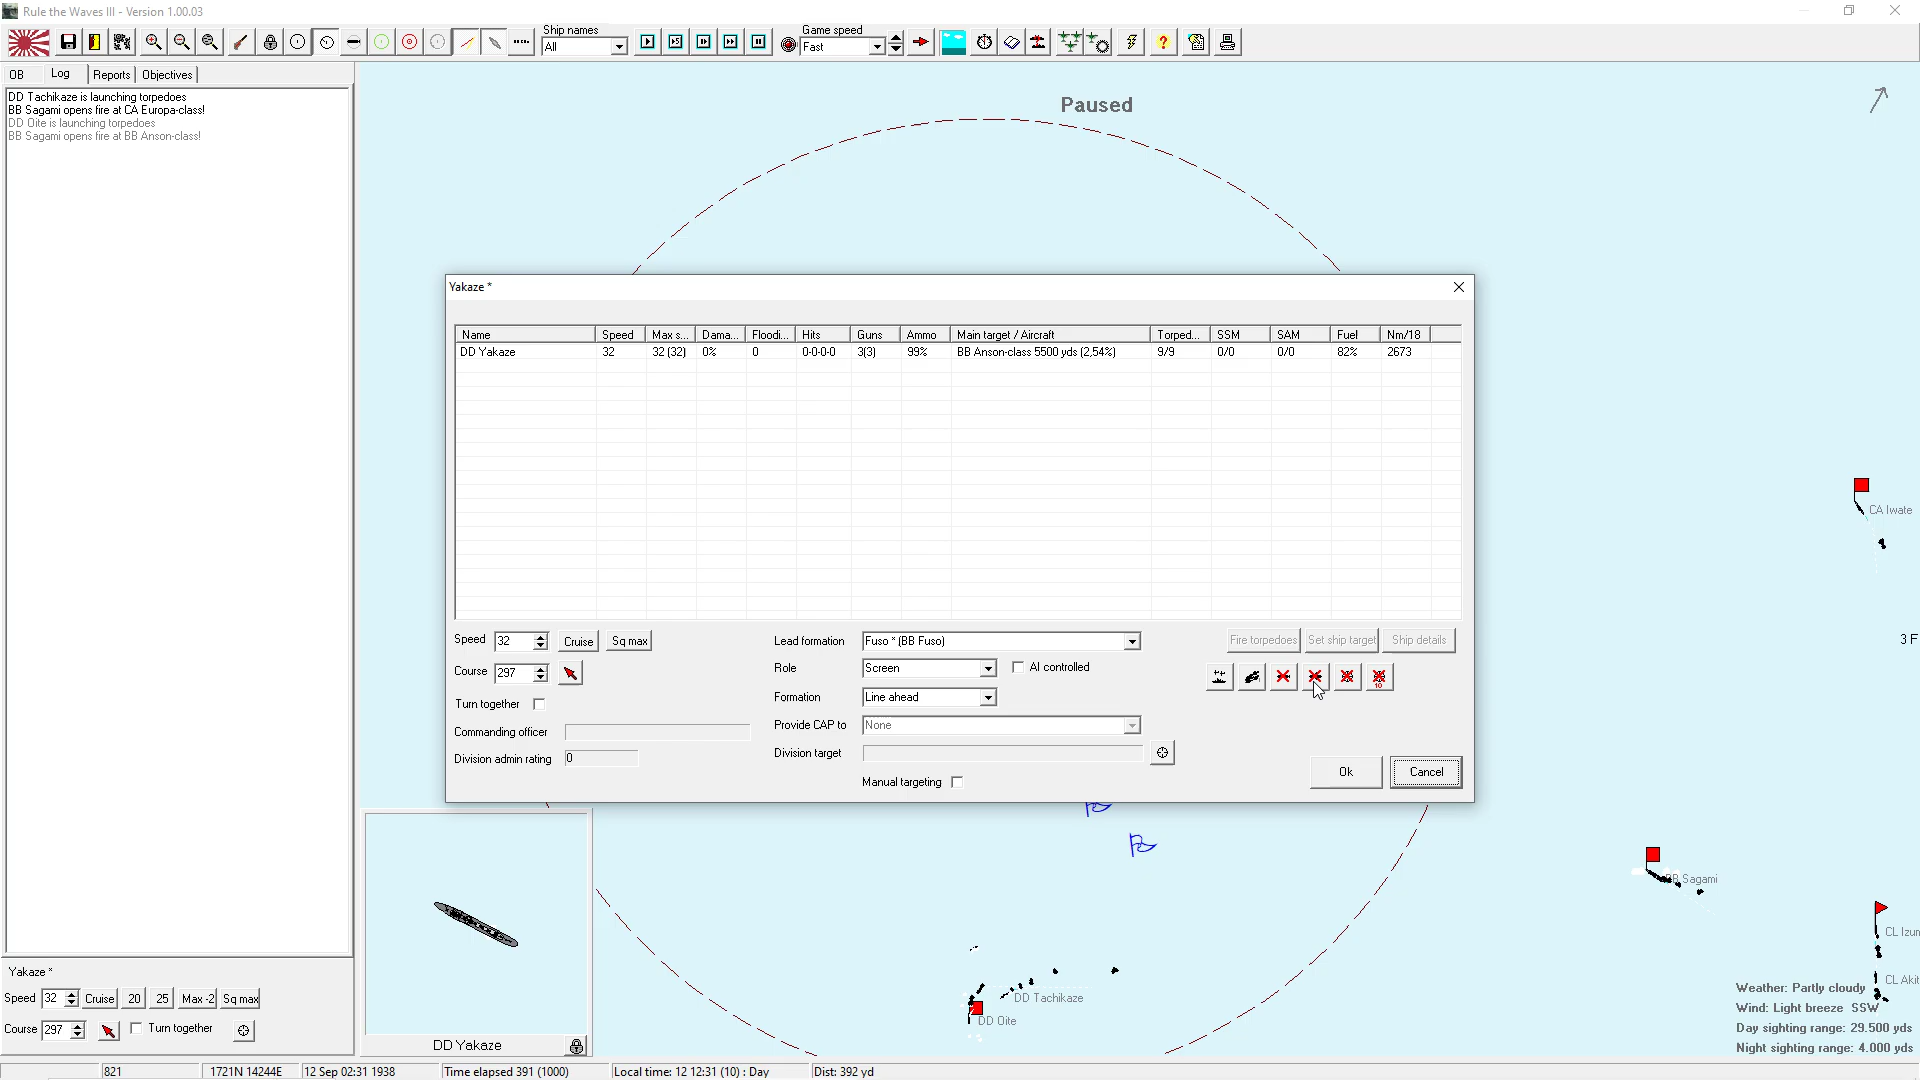 Rule the Waves III - Version 1.00.03
Ship names
All
Game speed
Fast
OB Log Reports Objectives
DD Tachikaze is launching torpedoes
BB Sagami opens fire at CA Europa-class!
DD Oite is launching torpedoes
BB Sagami opens fire at BB Anson-class!
Paused
Yakaze *
Name Speed Max s... Dama... Floodi... Hits Guns Ammo Main target / Aircraft Torped... SSM SAM Fuel Nm/18
DD Yakaze 32 32 (32) 0% 0 0-0-0-0 3(3) 99% BB Anson-class 5500 yds (2,54%) 9/9 0/0 0/0 82% 2673
Speed 32 Cruise Sq max
Course 297
Turn together
Commanding officer
Division admin rating 0
Lead formation Fuso * (BB Fuso)
Role Screen AI controlled
Formation Line ahead
Provide CAP to None
Division target
Manual targeting
Fire torpedoes Set ship target Ship details
10
Ok Cancel
CA Iwate
3 F
BB Sagami
CL Izun
CL Akit
DD Tachikaze
DD Oite
Weather: Partly cloudy
Wind: Light breeze SSW
Day sighting range: 29.500 yds
Night sighting range: 4.000 yds
Yakaze *
Speed 32 Cruise 20 25 Max -2 Sq max
Course 297 Turn together
DD Yakaze
821 1721N 14244E 12 Sep 02:31 1938 Time elapsed 391 (1000) Local time: 12 12:31 (10) : Day Dist: 392 yd